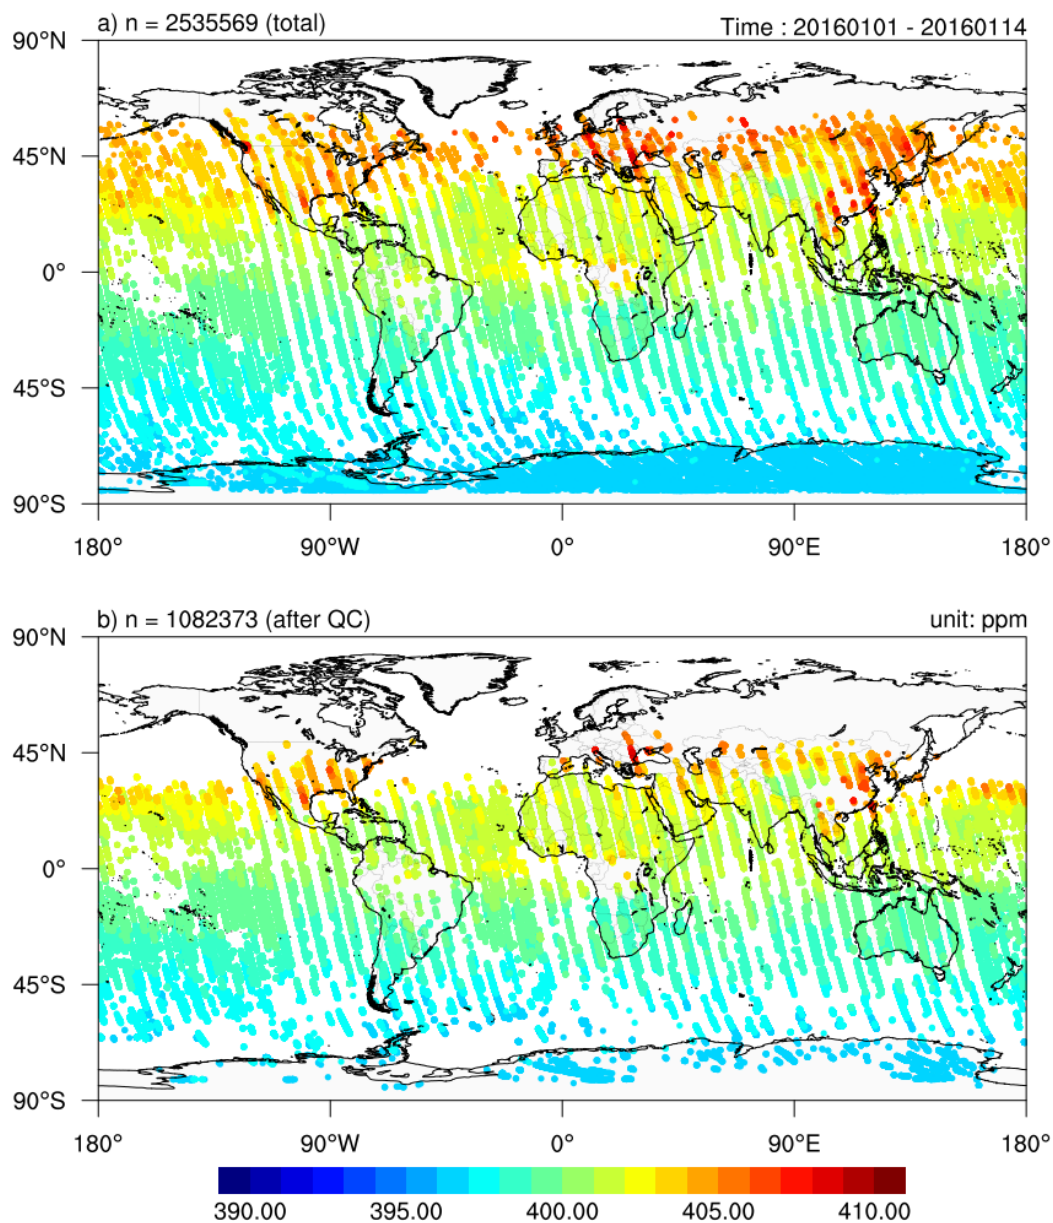 a) n = 2535569 (total) Time : 20160101 - 20160114
90°N
45°N
0°
45°S
90°S
180° 90°W 0° 90°E 180°
b) n = 1082373 (after QC) unit: ppm
90°N
45°N
0°
45°S
90°S
180° 90°W 0° 90°E 180°
390.00 395.00 400.00 405.00 410.00